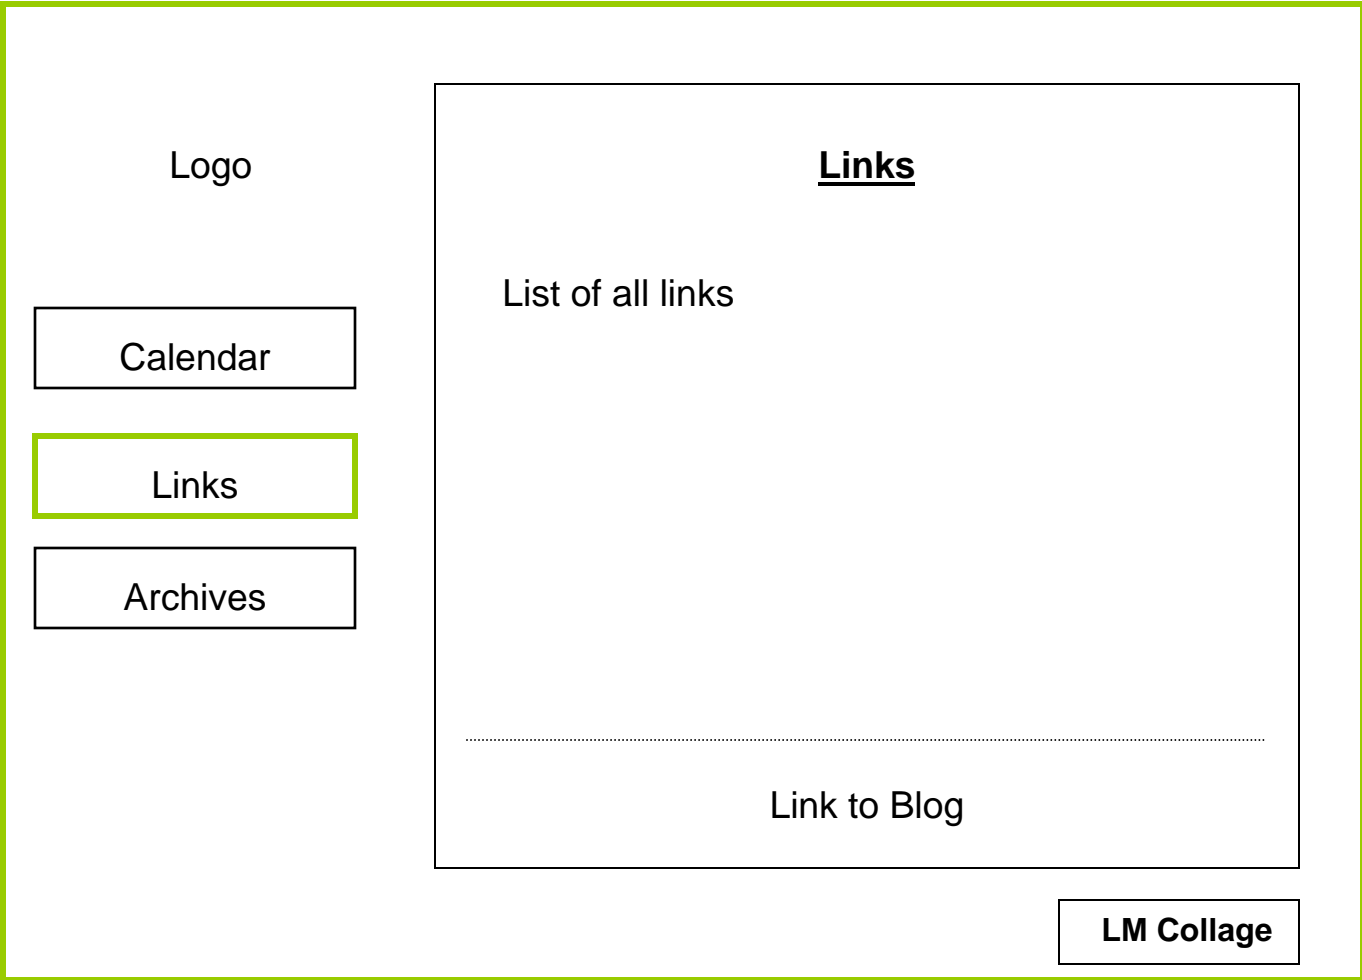 Logo
Calendar
Links
Archives
Links
List of all links
Link to Blog
LM Collage